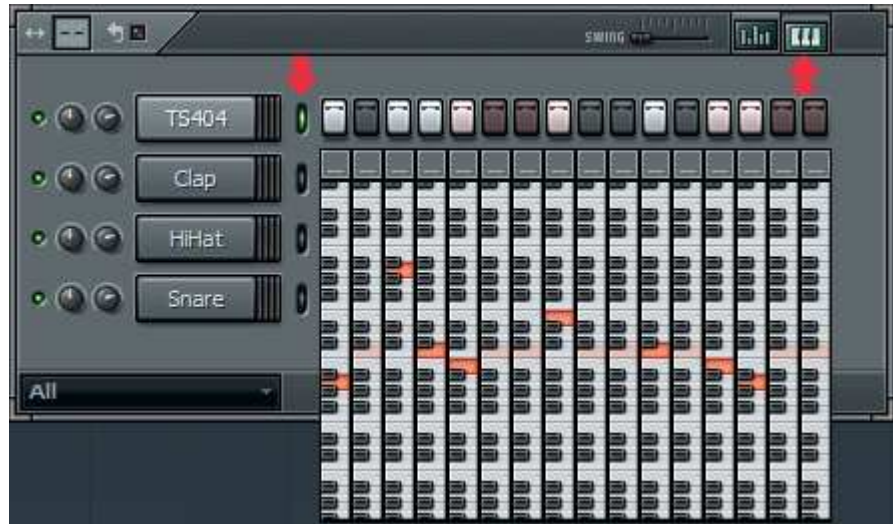 SWING
TS404
Clap
HiHat
Snare
All